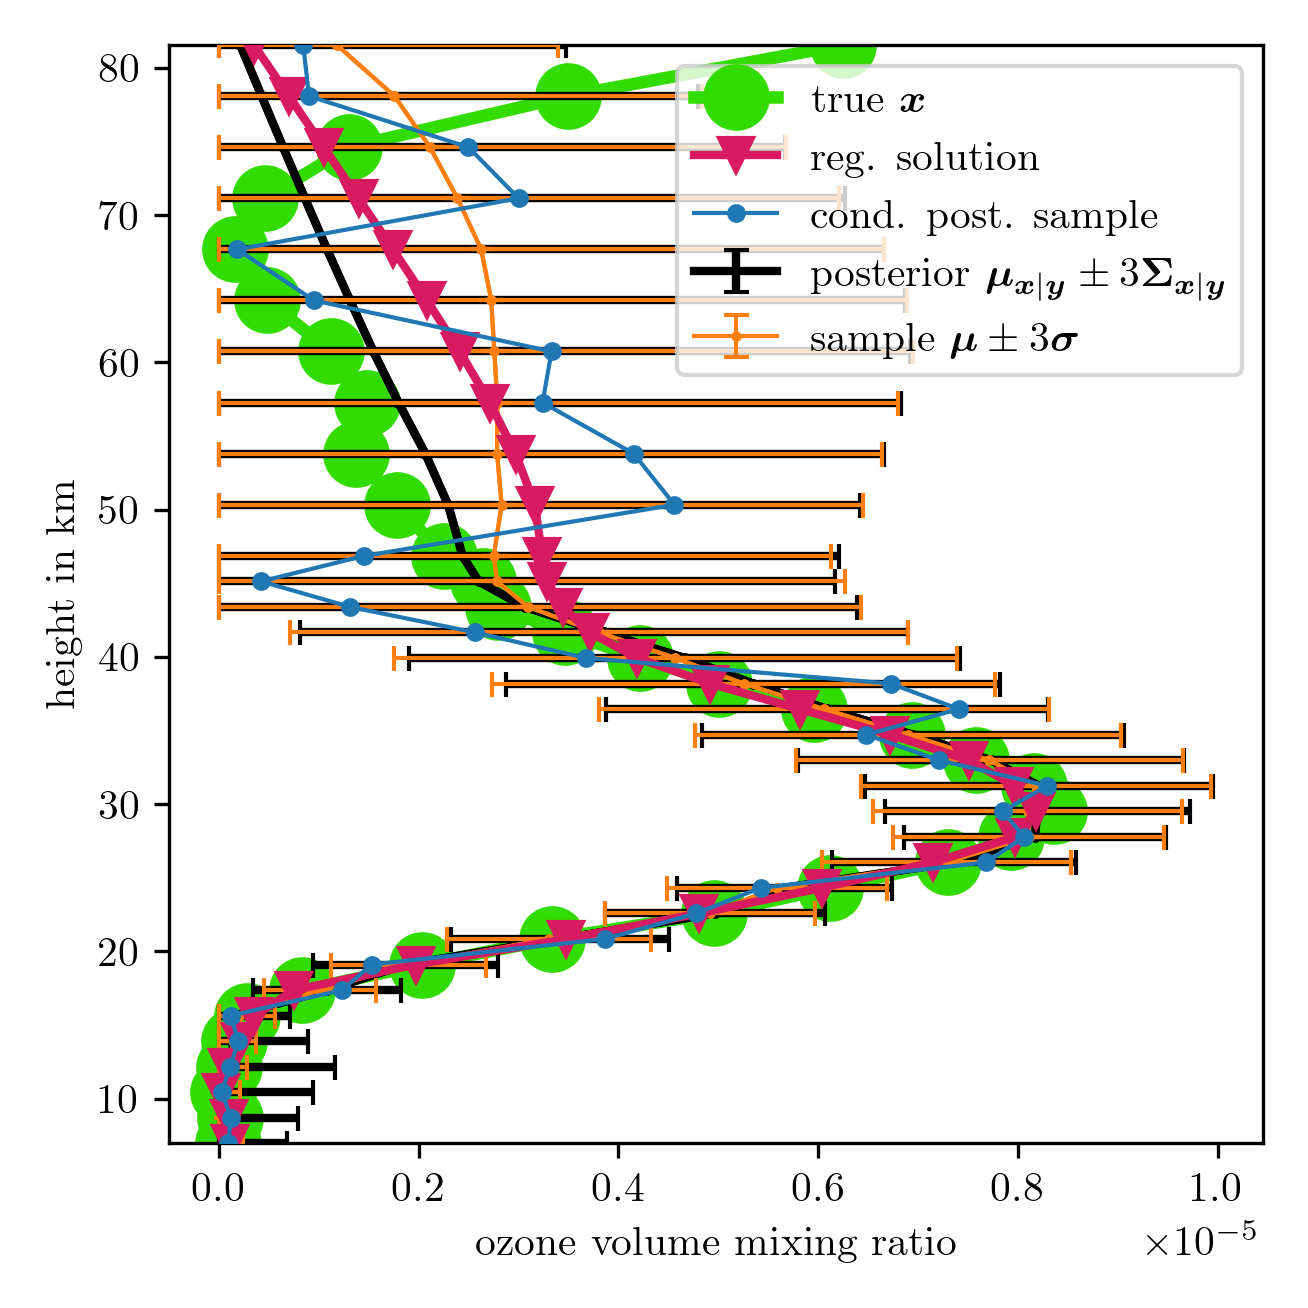 80
70
60
50
40
30
20
10
height in km
true x
reg. solution
cond. post. sample
posterior μ_{x|y} ± 3Σ_{x|y}
sample μ ± 3σ
0.0 0.2 0.4 0.6 0.8 1.0
ozone volume mixing ratio
×10⁻⁵